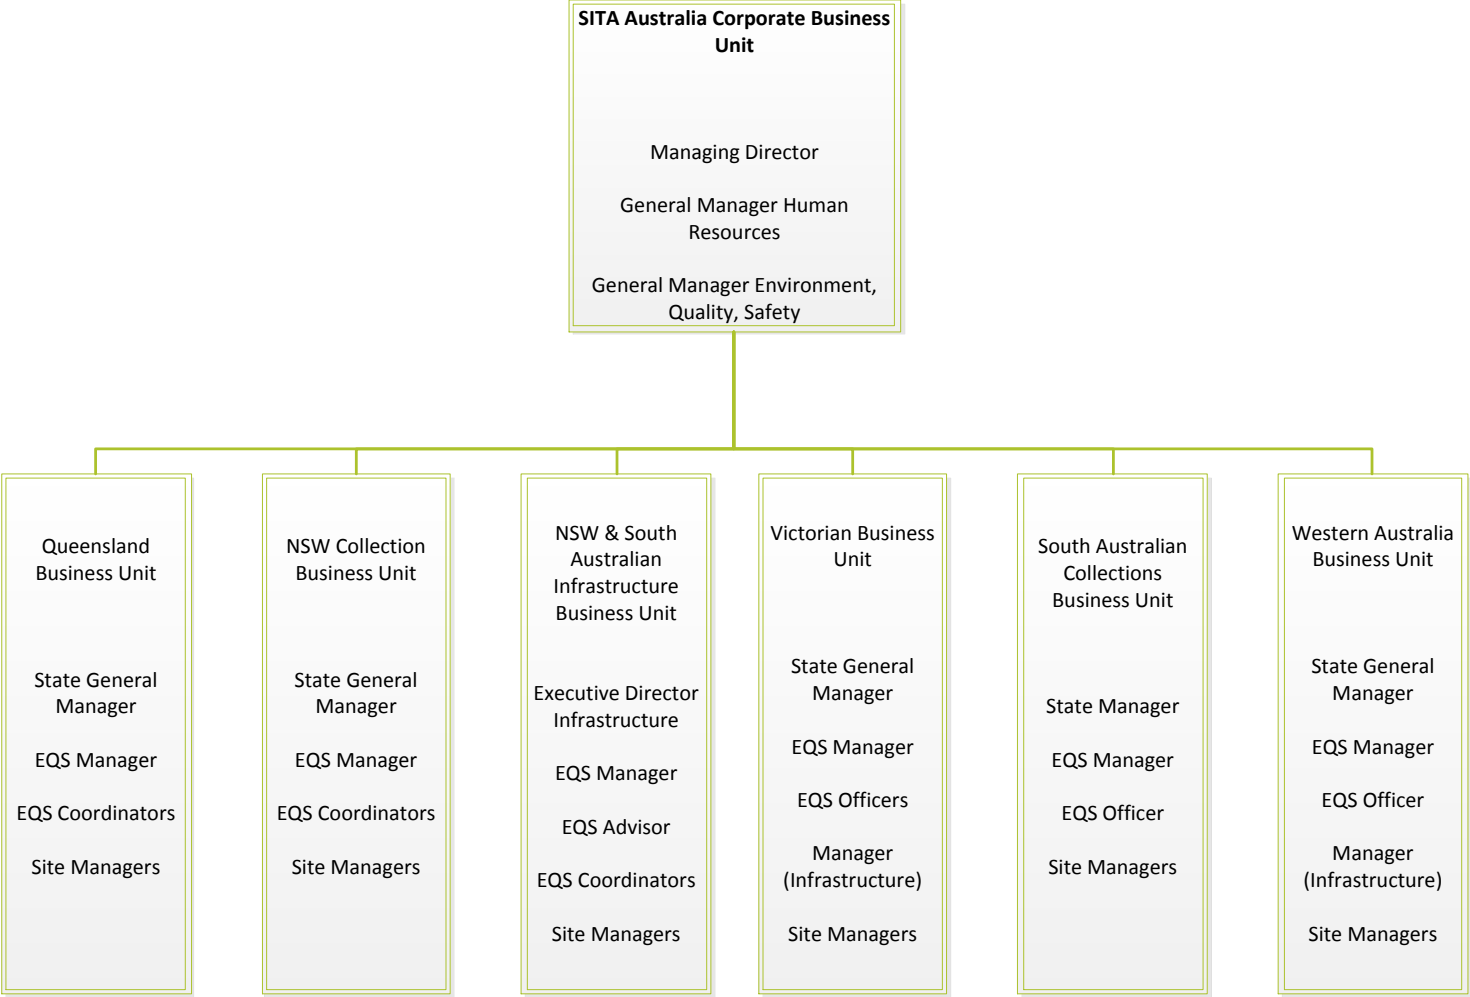 SITA Australia Corporate Business
Unit
Managing Director
General Manager Human
Resources
General Manager Environment,
Quality, Safety
Queensland
Business Unit
State General
Manager
EQS Manager
EQS Coordinators
Site Managers
NSW Collection
Business Unit
State General
Manager
EQS Manager
EQS Coordinators
Site Managers
NSW & South
Australian
Infrastructure
Business Unit
Executive Director
Infrastructure
EQS Manager
EQS Advisor
EQS Coordinators
Site Managers
Victorian Business
Unit
State General
Manager
EQS Manager
EQS Officers
Manager
(Infrastructure)
Site Managers
South Australian
Collections
Business Unit
State Manager
EQS Manager
EQS Officer
Site Managers
Western Australia
Business Unit
State General
Manager
EQS Manager
EQS Officer
Manager
(Infrastructure)
Site Managers